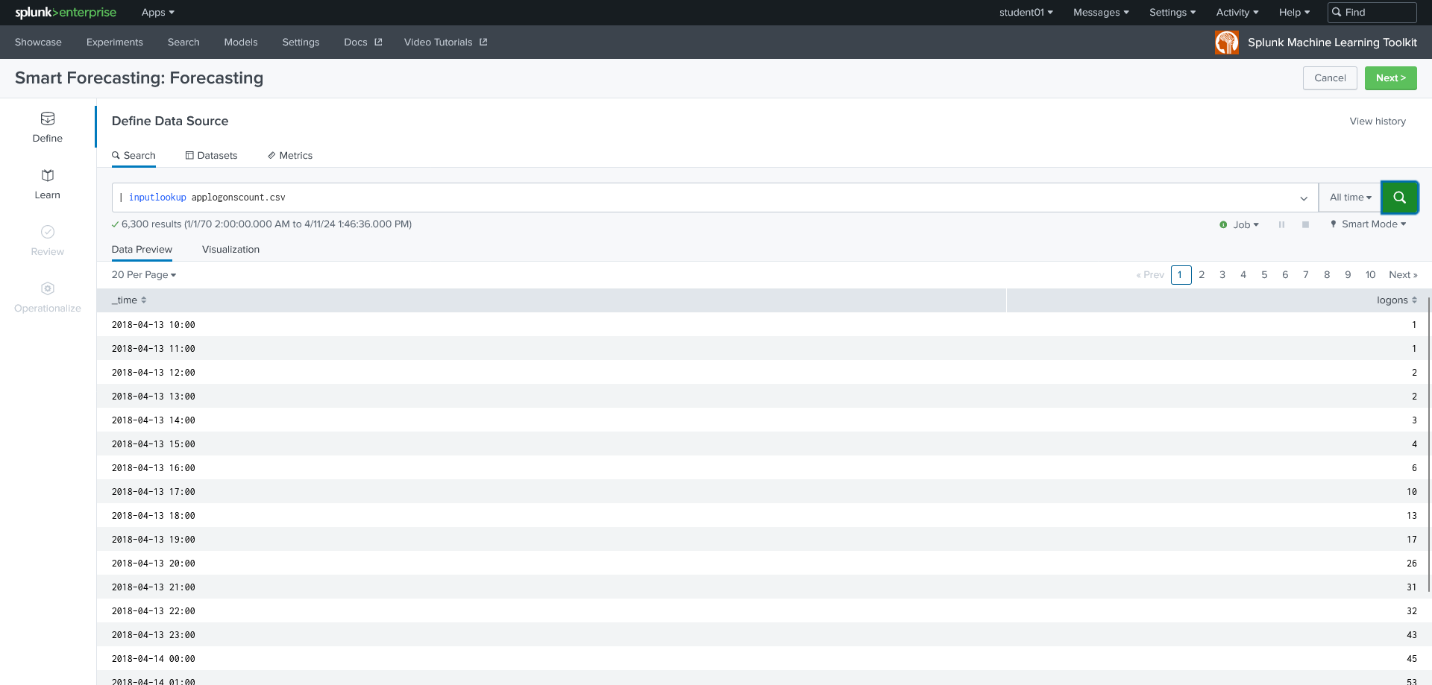 splunk>enterprise Apps student01 Messages Settings Activity Help Find
Showcase Experiments Search Models Settings Docs Video Tutorials Splunk Machine Learning Toolkit
Smart Forecasting: Forecasting Cancel Next >
Define
Learn
Review
Operationalize
Define Data Source View history
Search Datasets Metrics
| inputlookup applogonscount.csv All time
6,300 results (1/1/70 2:00:00.000 AM to 4/11/24 1:46:36.000 PM) Job Smart Mode
Data Preview Visualization
20 Per Page « Prev 1 2 3 4 5 6 7 8 9 10 Next »
_time logons
2018-04-13 10:00 1
2018-04-13 11:00 1
2018-04-13 12:00 2
2018-04-13 13:00 2
2018-04-13 14:00 3
2018-04-13 15:00 4
2018-04-13 16:00 6
2018-04-13 17:00 10
2018-04-13 18:00 13
2018-04-13 19:00 17
2018-04-13 20:00 26
2018-04-13 21:00 31
2018-04-13 22:00 32
2018-04-13 23:00 43
2018-04-14 00:00 45
2018-04-14 01:00 53